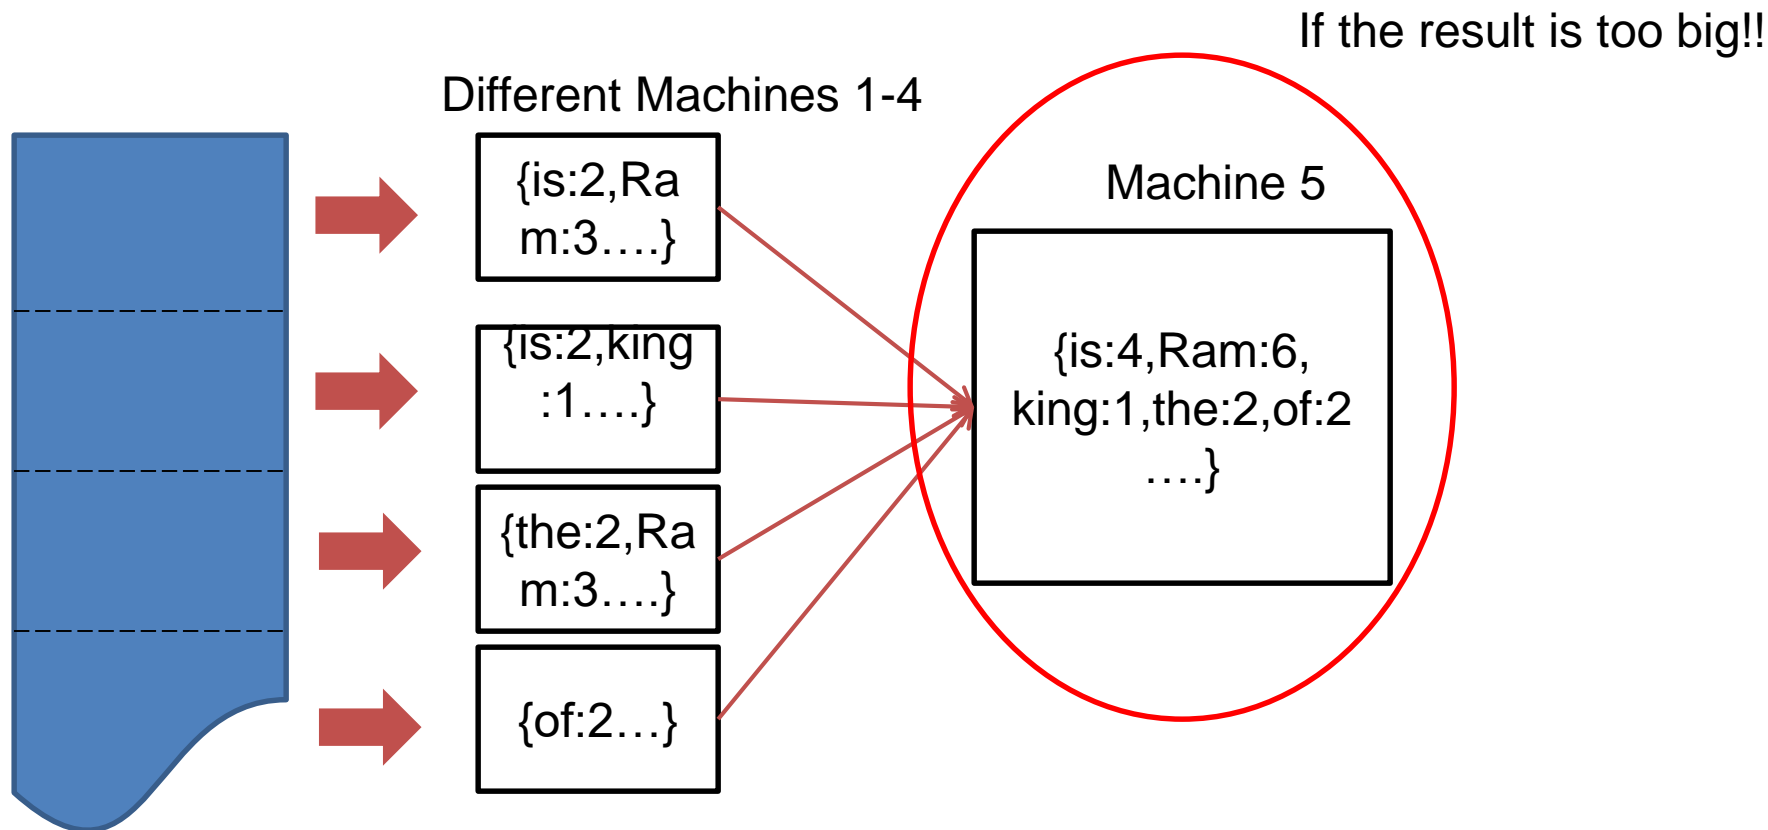 If the result is too big!!
Different Machines 1-4
{is:2,Ra
m:3....}
{is:2,king
:1....}
{the:2,Ra
m:3....}
{of:2...}
Machine 5
{is:4,Ram:6,
king:1,the:2,of:2
....}